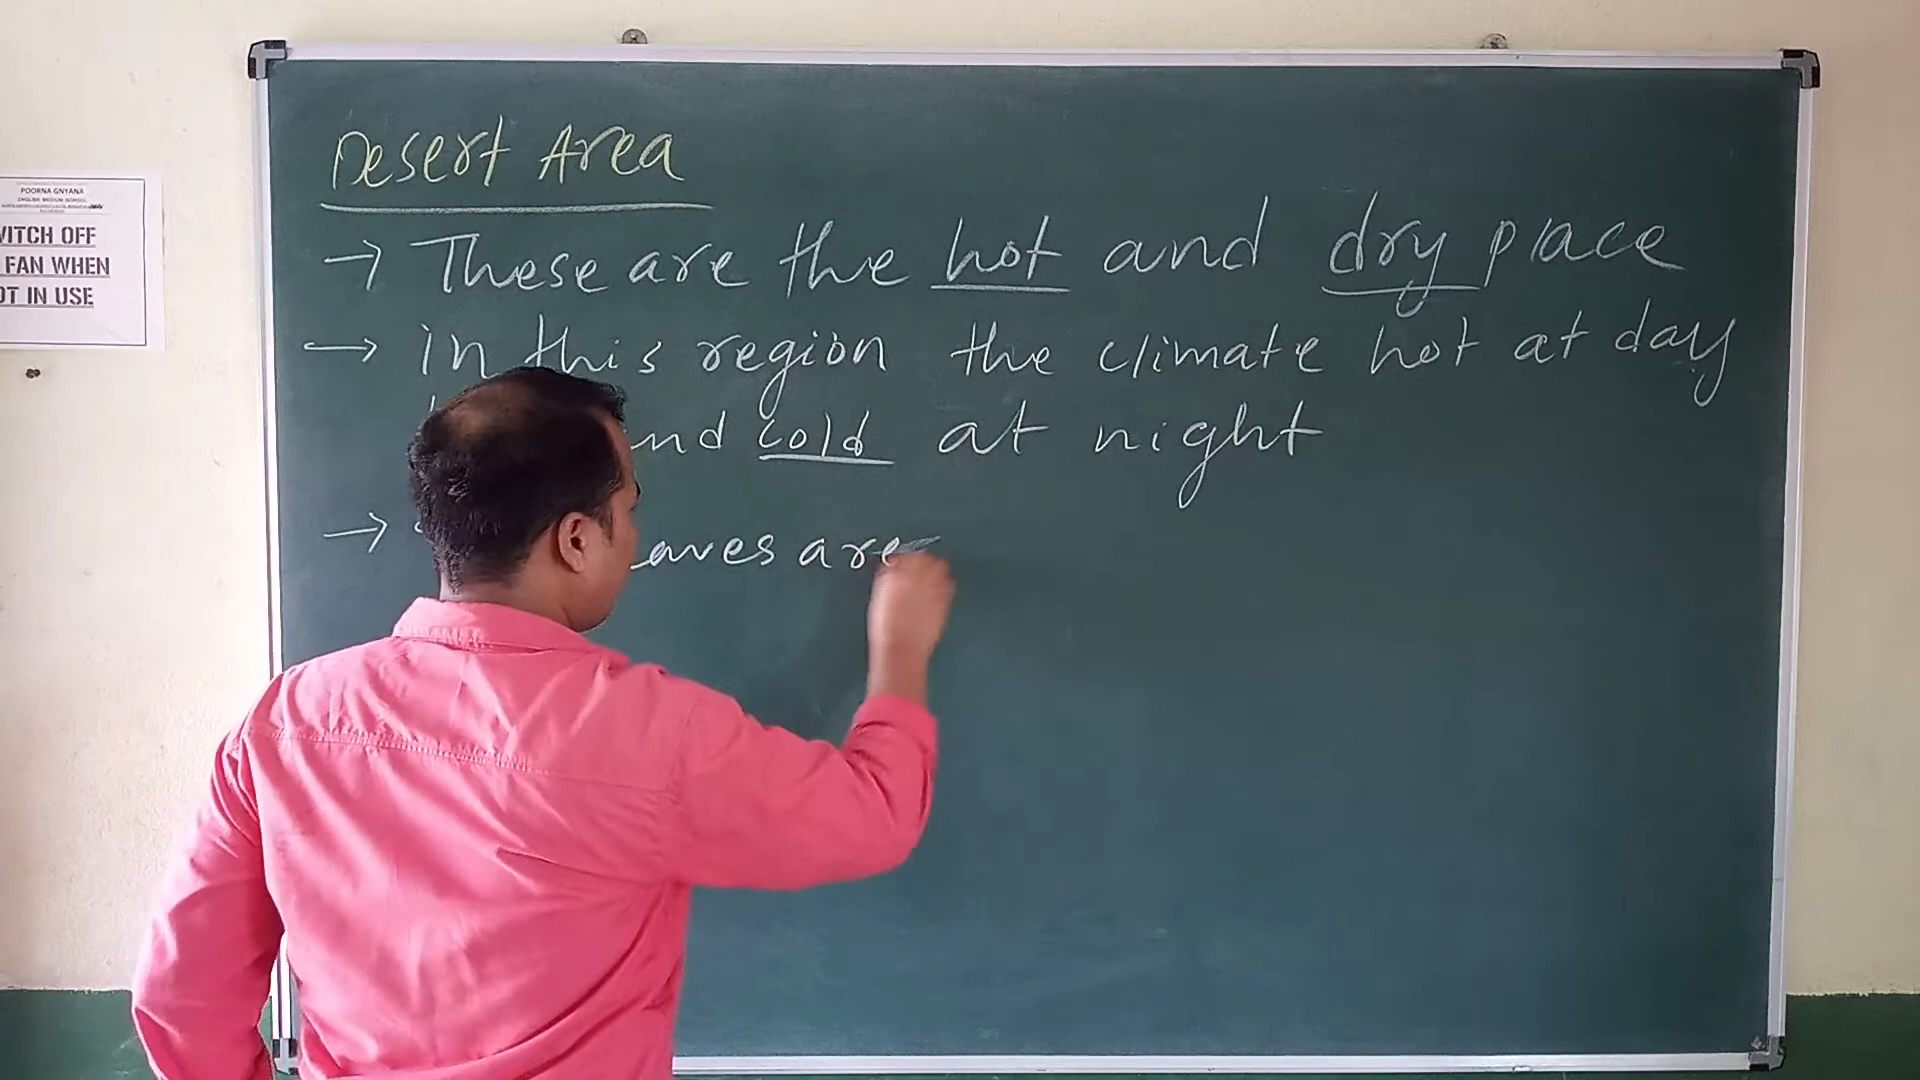 POORNA GNYANA
ENGLISH MEDIUM SCHOOL
VITCH OFF
FAN WHEN
OT IN USE
Desert Area
→ These are the hot and dry place
→ In this region the climate hot at day
nd cold at night
→ aves are